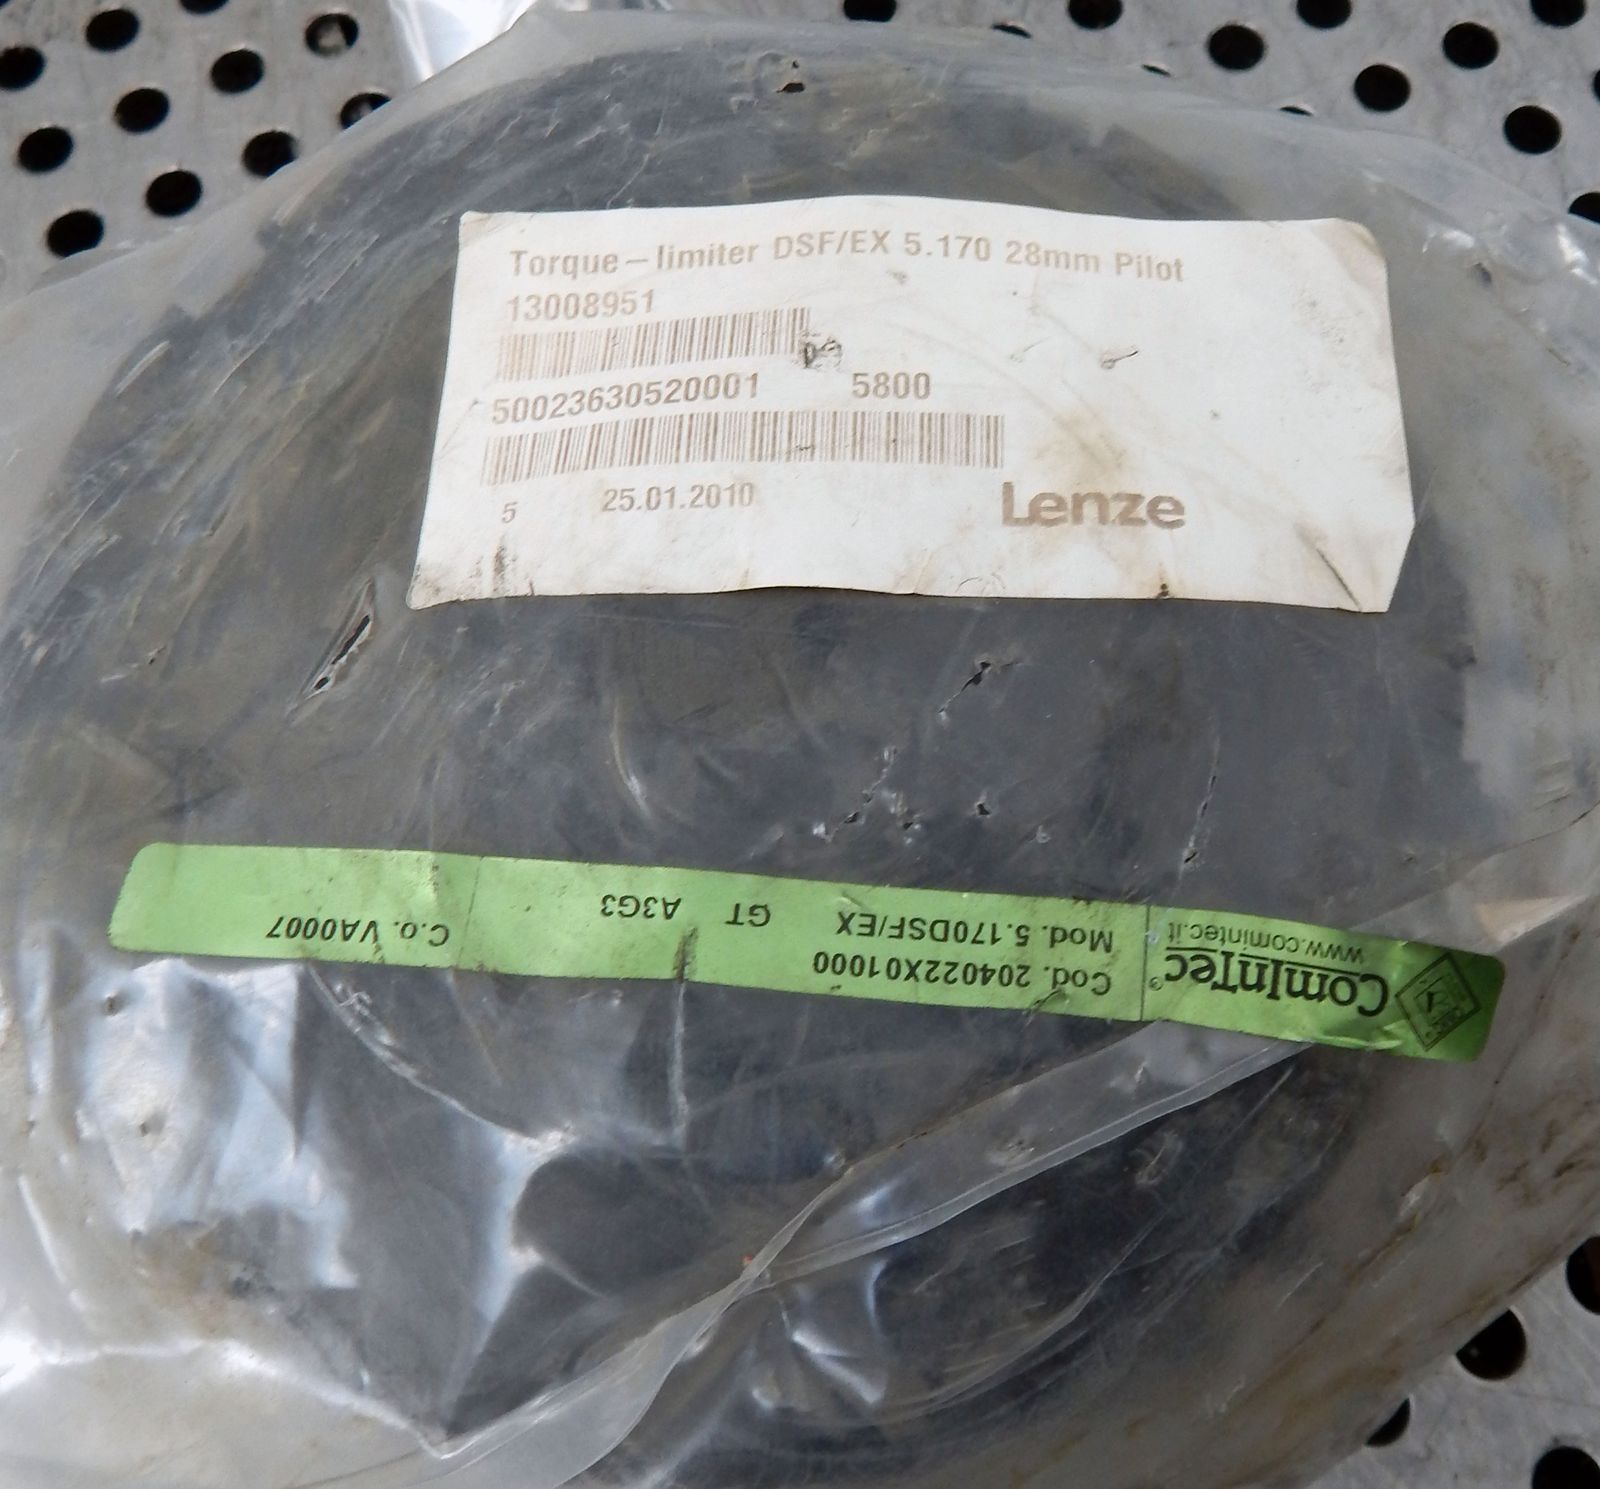 Torque-limiter DSF/EX 5.170 28mm Pilot
13008951
50023630520001 5800
5 25.01.2010 Lenze
ComInTec®
www.comintec.it
Cod. 204022X01000
Mod. 5.170DSF/EX GT A3G3
C.o. VA0007